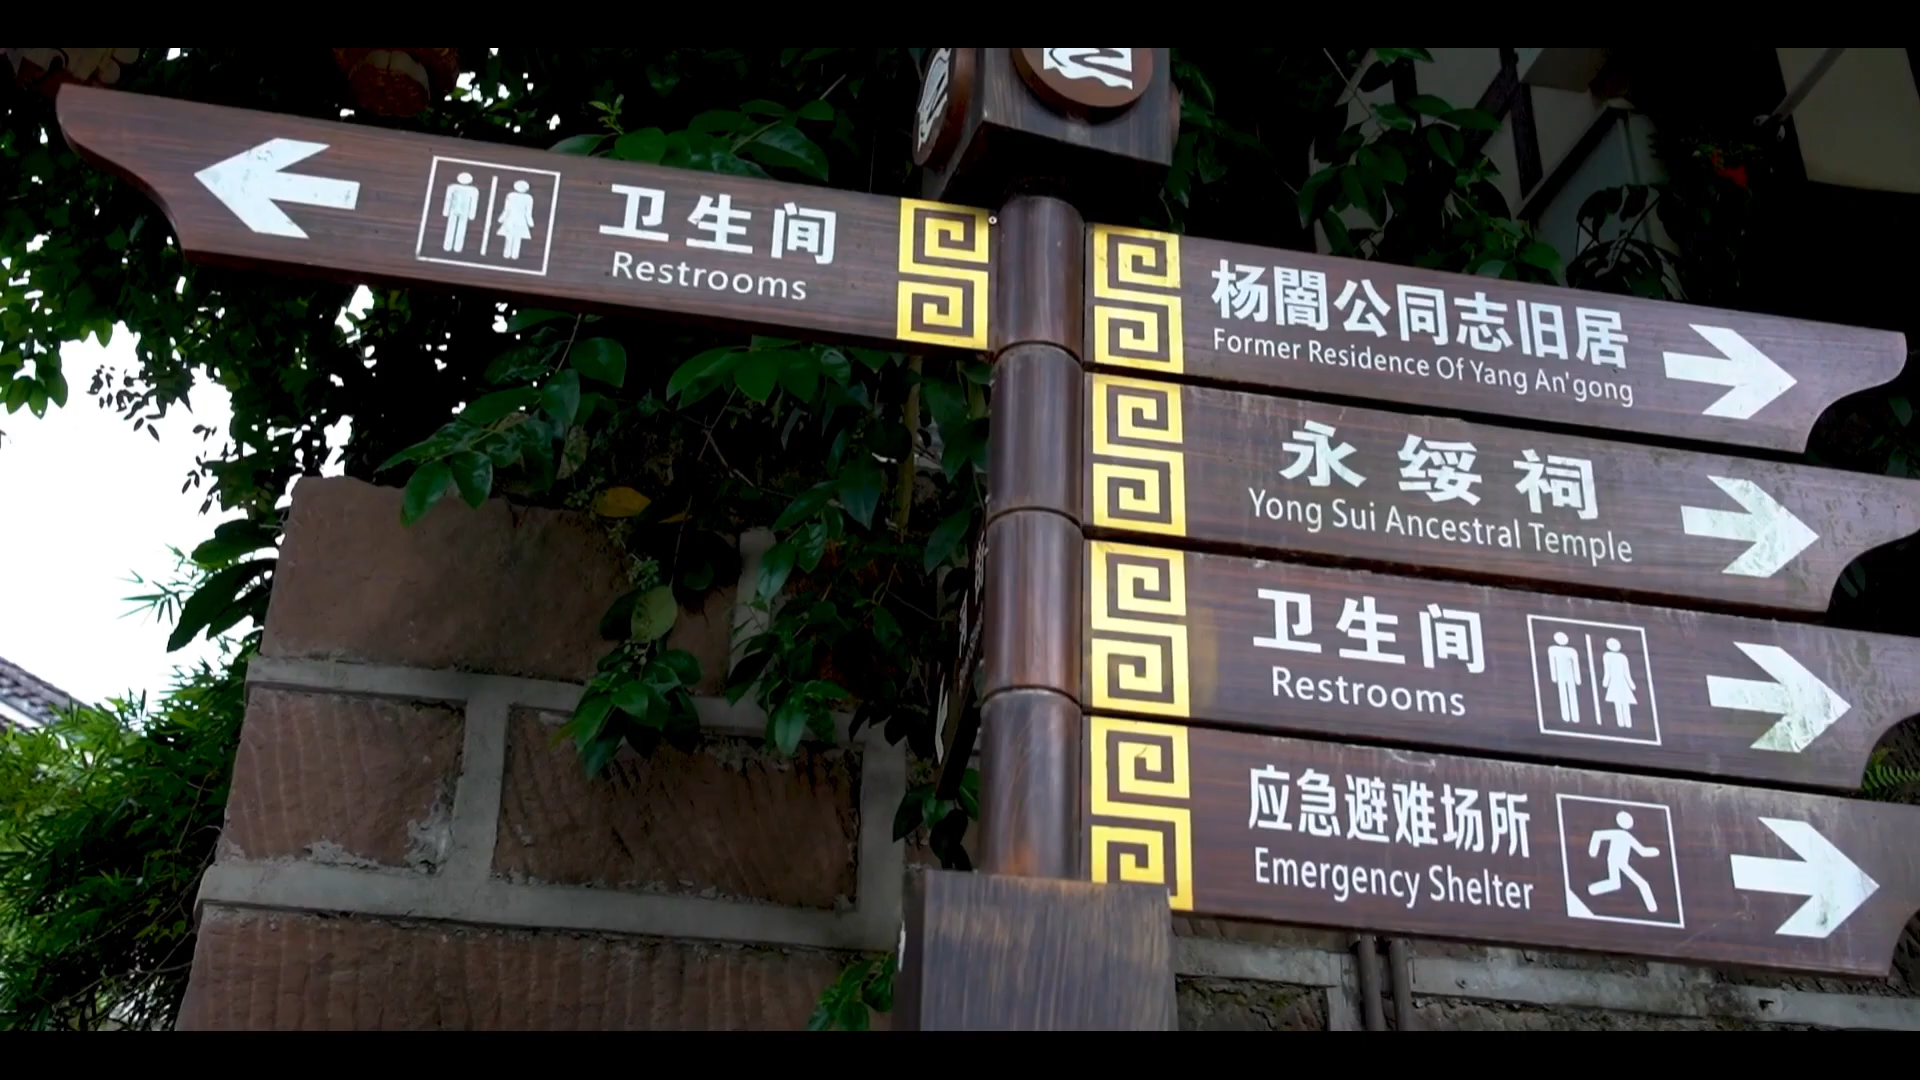 卫生间
Restrooms
杨闇公同志旧居
Former Residence Of Yang An'gong
永绥祠
Yong Sui Ancestral Temple
卫生间
Restrooms
应急避难场所
Emergency Shelter